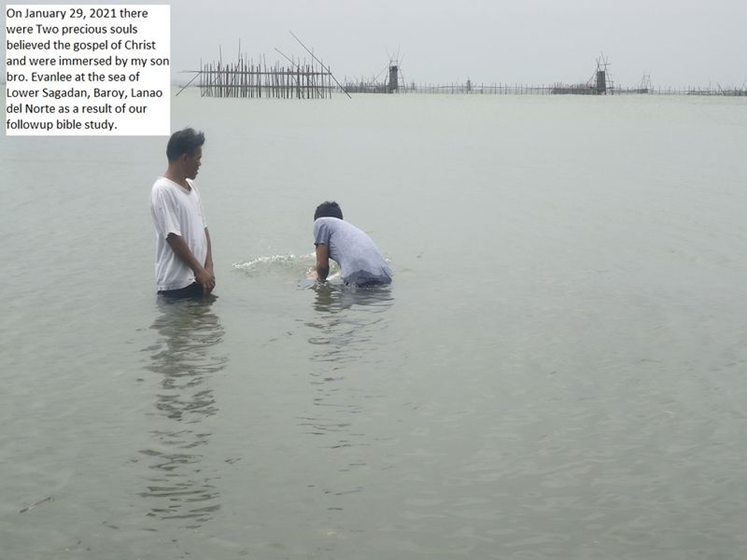 On January 29, 2021 there
were Two precious souls
believed the gospel of Christ
and were immersed by my son
bro. Evanlee at the sea of
Lower Sagadan, Baroy, Lanao
del Norte as a result of our
followup bible study.